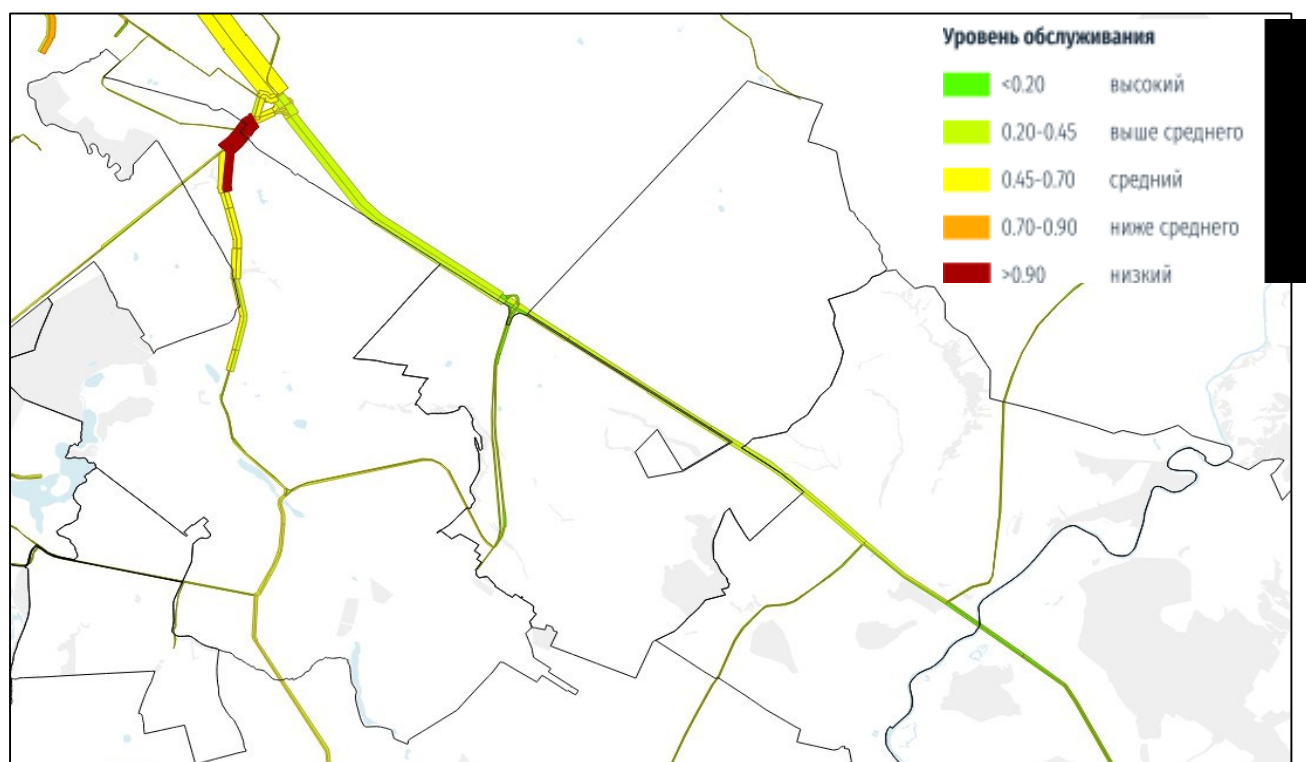 Уровень обслуживания
<0.20 высокий
0.20-0.45 выше среднего
0.45-0.70 средний
0.70-0.90 ниже среднего
>0.90 низкий